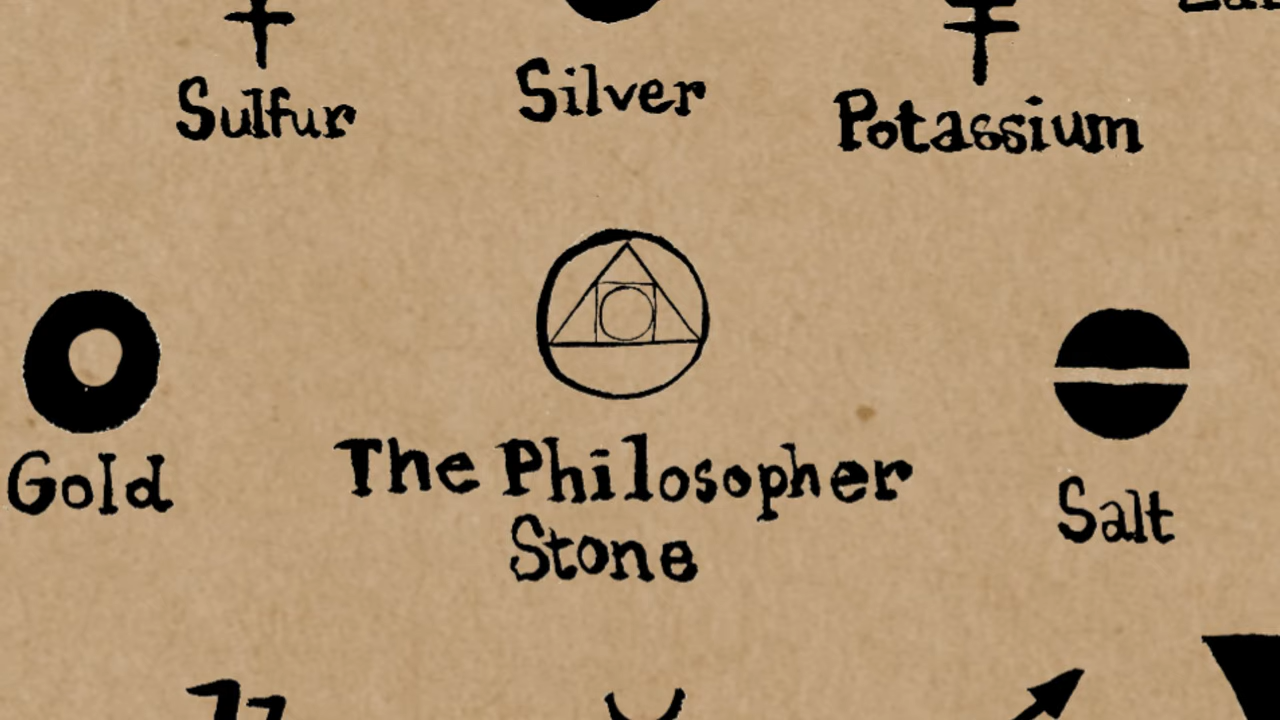 Sulfur
Silver
Potassium
Gold
The Philosopher
Stone
Salt